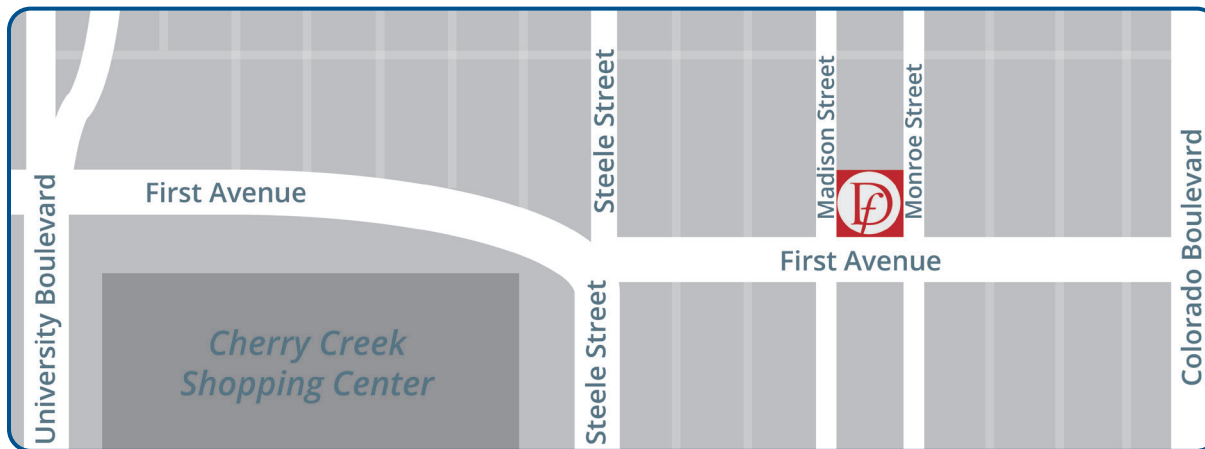 University Boulevard
First Avenue
Cherry Creek
Shopping Center
Steele Street
Steele Street
Madison Street
Df
Monroe Street
First Avenue
Colorado Boulevard